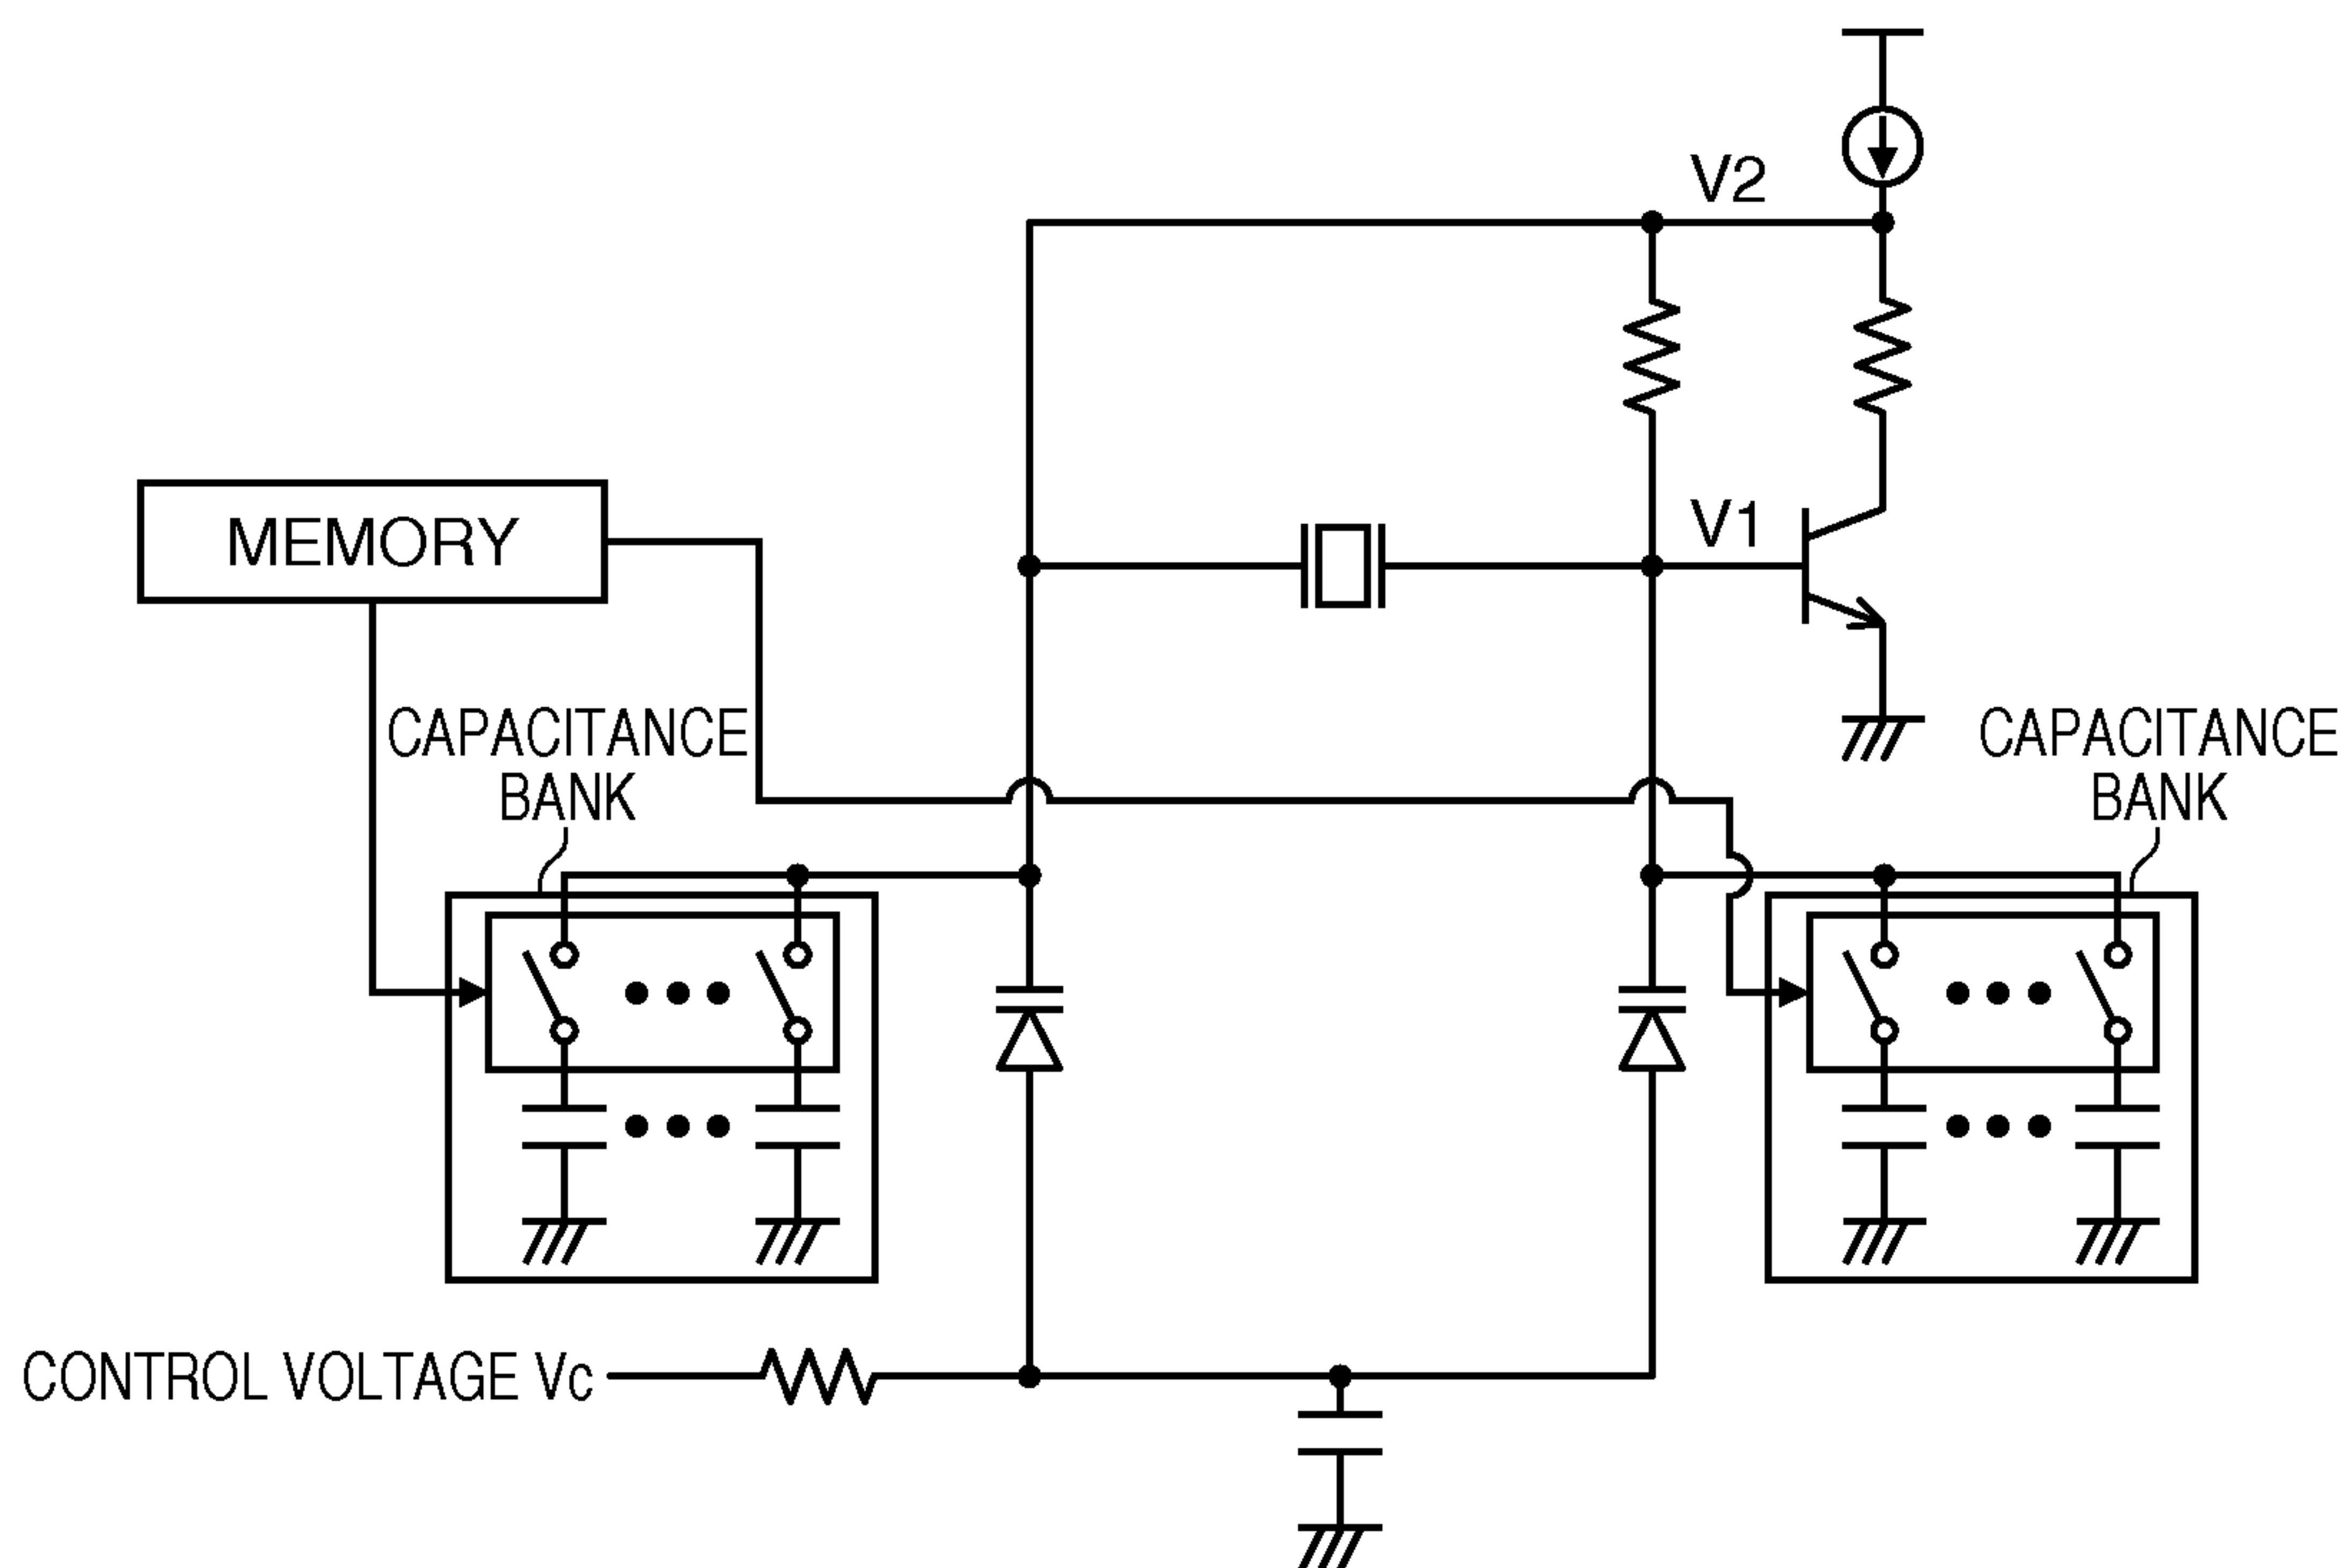 V2
V1
MEMORY
CAPACITANCE
BANK
CAPACITANCE
BANK
CONTROL VOLTAGE Vc